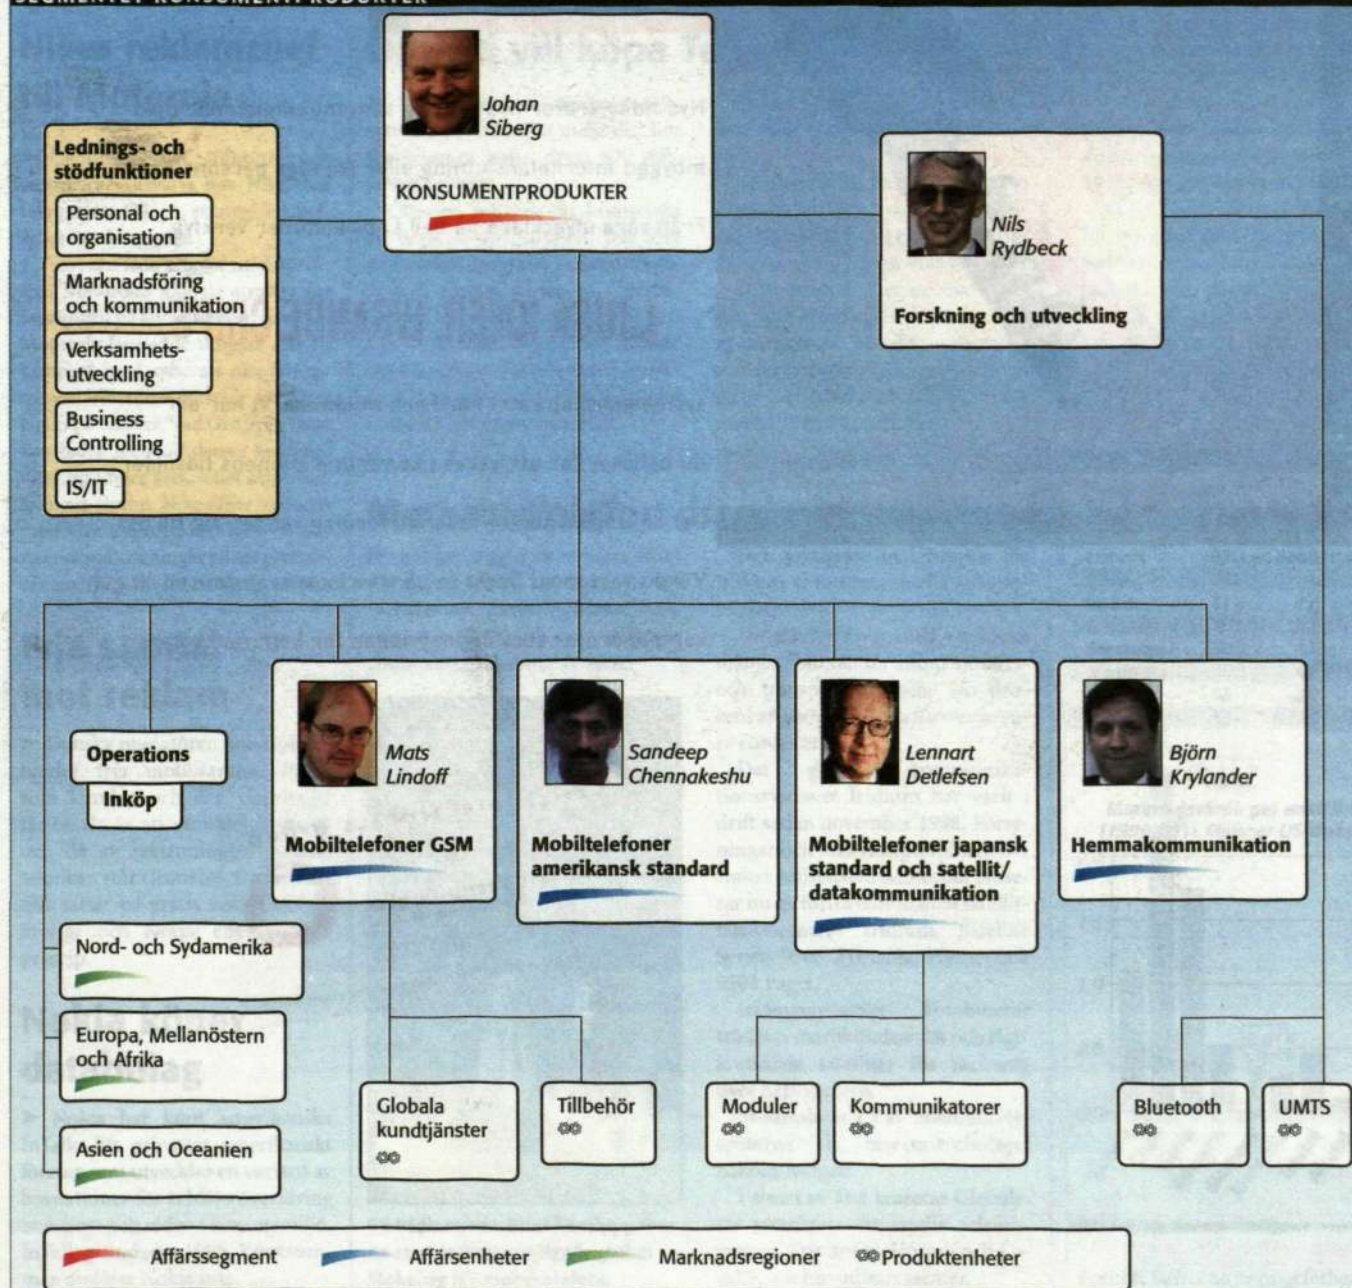 SEGMENTET KONSUMENTPRODUKTER
Johan
Siberg
KONSUMENTPRODUKTER
Lednings- och
stödfunktioner
Personal och
organisation
Marknadsföring
och kommunikation
Verksamhets-
utveckling
Business
Controlling
IS/IT
Nils
Rydbeck
Forskning och utveckling
Operations
Inköp
Mats
Lindoff
Mobiltelefoner GSM
Sandeep
Chennakeshu
Mobiltelefoner
amerikansk standard
Lennart
Detlefsen
Mobiltelefoner japansk
standard och satellit/
datakommunikation
Björn
Krylander
Hemmakommunikation
Nord- och Sydamerika
Europa, Mellanöstern
och Afrika
Asien och Oceanien
Globala
kundtjänster
Tillbehör
Moduler
Kommunikatorer
Bluetooth
UMTS
Affärssegment Affärsenheter Marknadsregioner Produktenheter